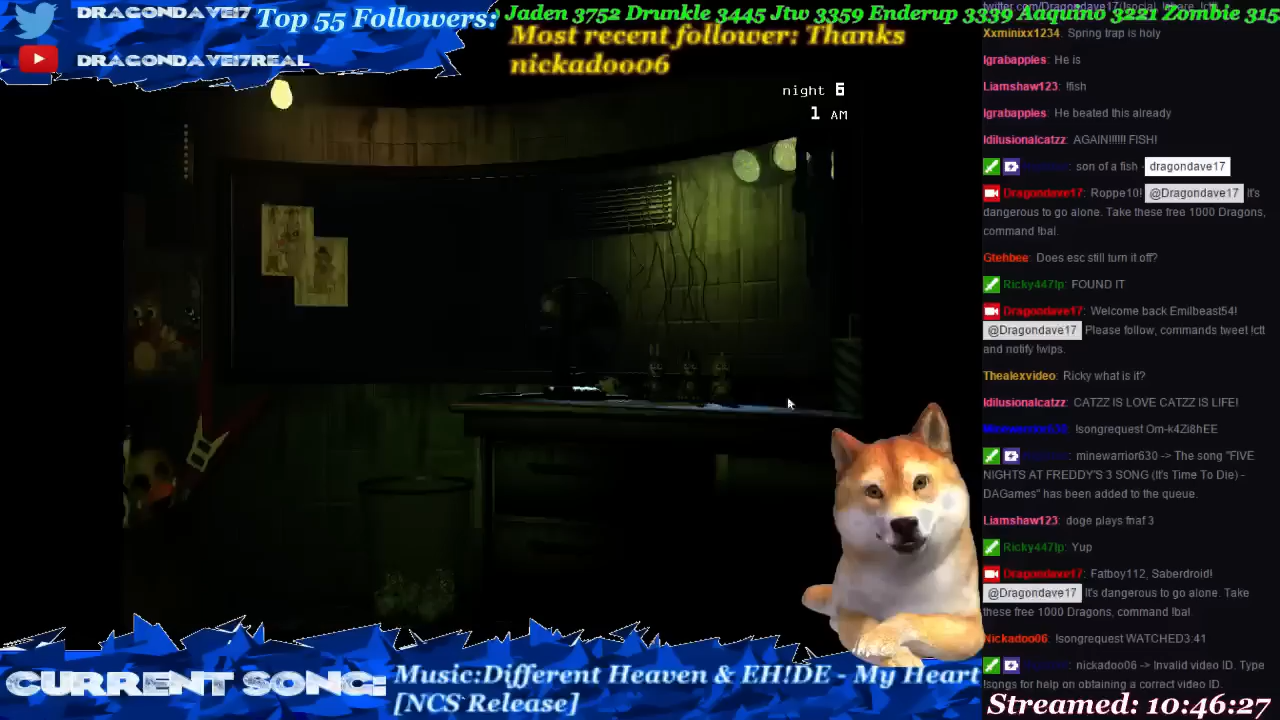 DRAGONDAVE17
DRAGONDAVE17REAL
Top 55 Followers:
Jaden 3752 Drunkle 3445 Jtw 3359 Enderup 3339 Aaquino 3221 Zombie 315
Most recent follower: Thanks
nickadoo06
night 6
1 AM
twitter.com/Dragondave17
Xxminixx1234: Spring trap is holy
Igrabapples: He is
Liamshaw123: !fish
Igrabapples: He beated this already
Idilusionalcatzz: AGAIN!!!!!! FISH!
: son of a fish - dragondave17
Dragondave17: Roppe10! @Dragondave17 It's
dangerous to go alone. Take these free 1000 Dragons,
command !bal.
Gtehbee: Does esc still turn it off?
Ricky447lp: FOUND IT
Dragondave17: Welcome back Emilbeast54!
@Dragondave17 Please follow, commands tweet !ctt
and notify !wips.
Thealexvideo: Ricky what is it?
Idilusionalcatzz: CATZZ IS LOVE CATZZ IS LIFE!
Minewarrior630: !songrequest Om-k4Zi8hEE
: minewarrior630 -> The song "FIVE
NIGHTS AT FREDDY'S 3 SONG (It's Time To Die) -
DAGames" has been added to the queue.
Liamshaw123: doge plays fnaf 3
Ricky447lp: Yup
Dragondave17: Fatboy112, Saberdroid!
@Dragondave17 It's dangerous to go alone. Take
these free 1000 Dragons, command !bal.
Nickadoo06: !songrequest WATCHED3:41
: nickadoo06 -> Invalid video ID. Type
!songs for help on obtaining a correct video ID.
CURRENT SONG:
Music:Different Heaven & EH!DE - My Heart
[NCS Release]
Streamed: 10:46:27